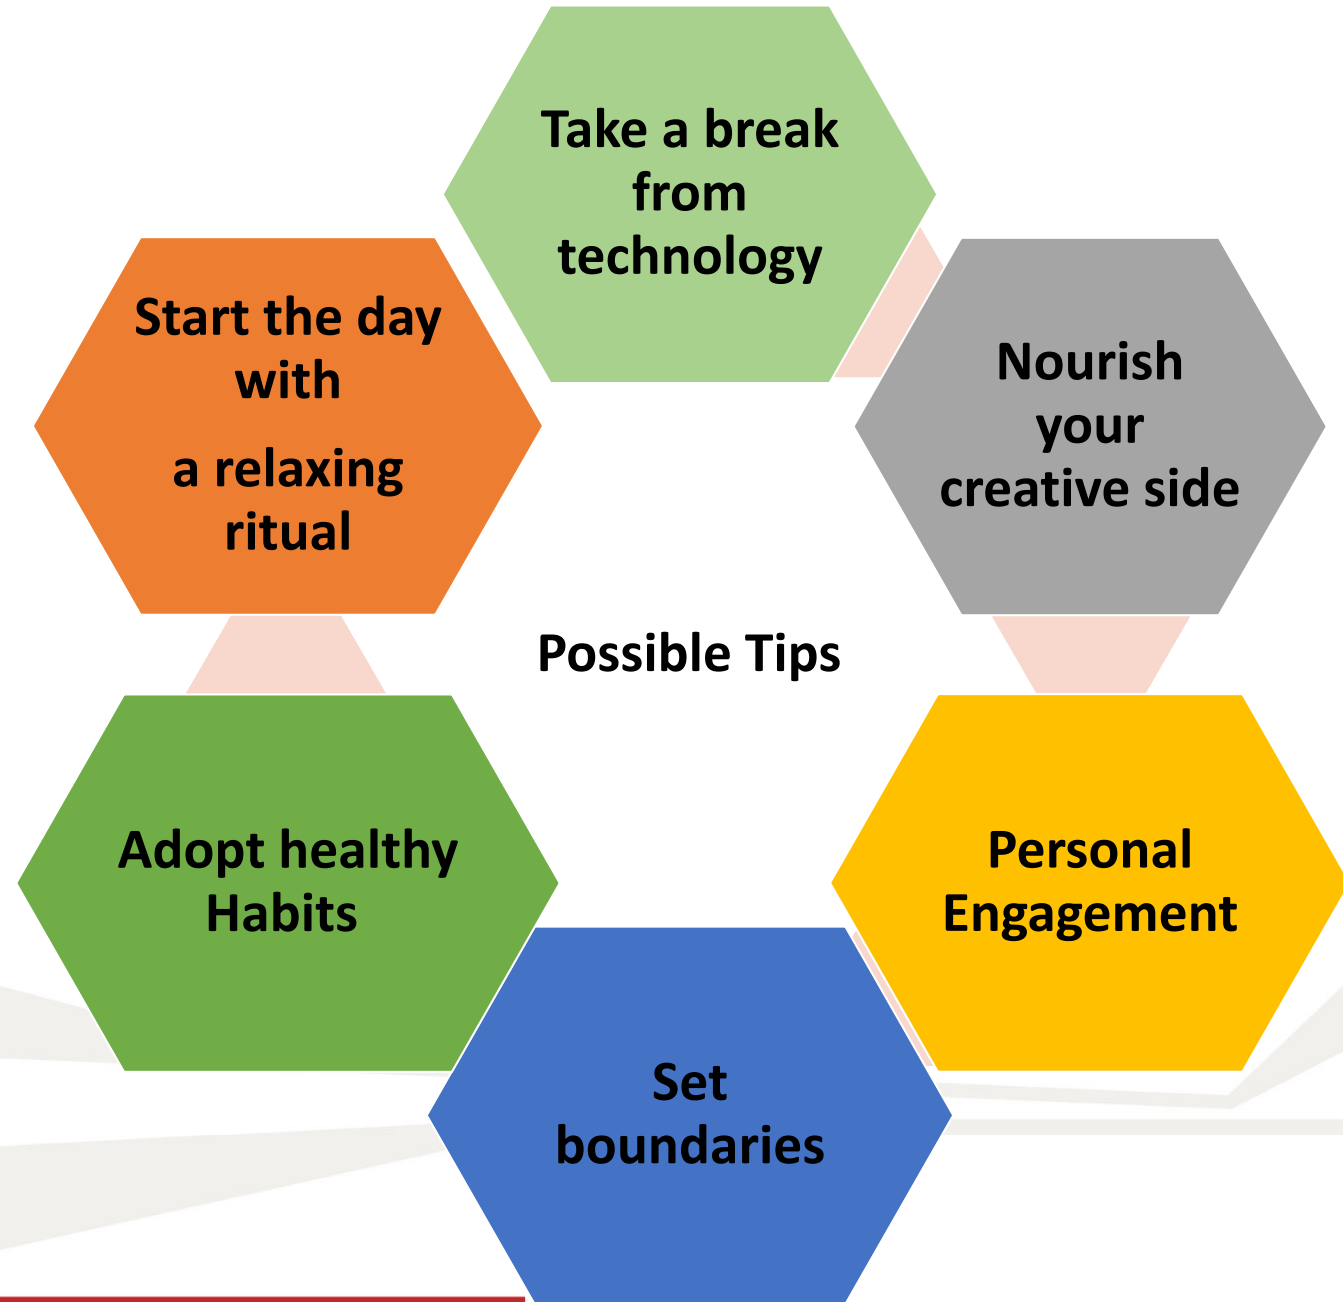 Take a break
from
technology
Start the day
with
a relaxing
ritual
Nourish
your
creative side
Possible Tips
Adopt healthy
Habits
Personal
Engagement
Set
boundaries